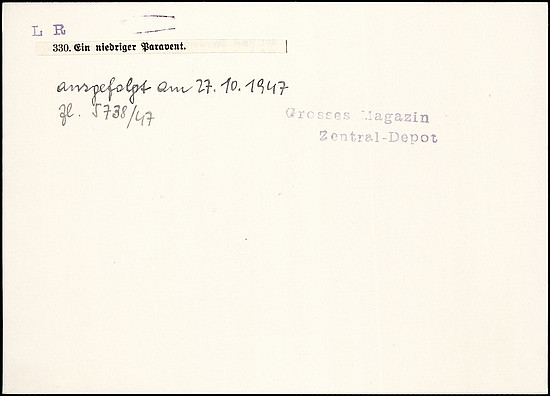 L R
330. Ein niedriger Paravent.
ausgefolgt am 27. 10. 1947
Zl. 5738/47
Grosses Magazin
Zentral-Depot